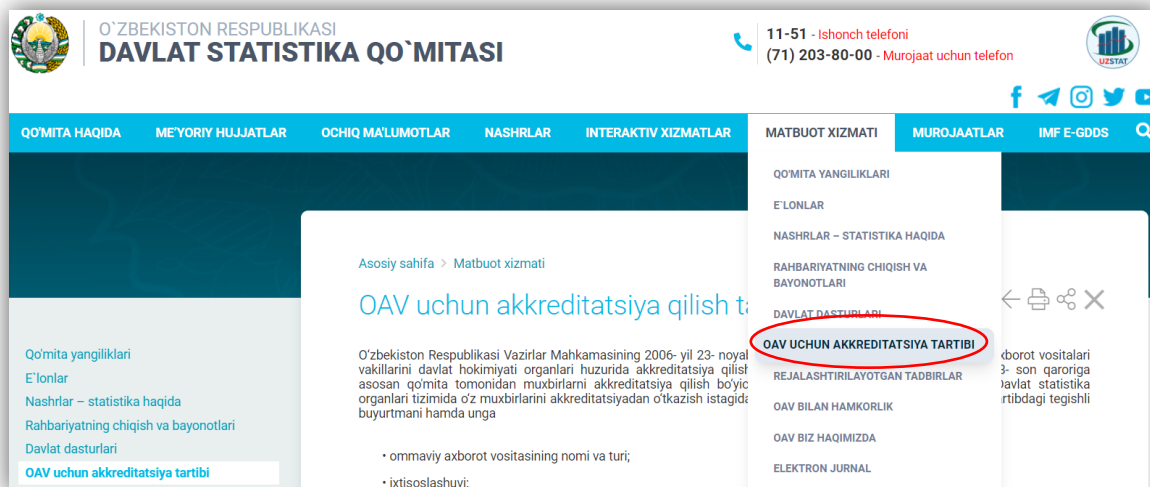 O`ZBEKISTON RESPUBLIKASI
DAVLAT STATISTIKA QO`MITASI
11-51 - Ishonch telefoni
(71) 203-80-00 - Murojaat uchun telefon
UZSTAT
QO'MITA HAQIDA ME'YORIY HUJJATLAR OCHIQ MA'LUMOTLAR NASHRLAR INTERAKTIV XIZMATLAR MATBUOT XIZMATI MUROJAATLAR IMF E-GDDS
QO'MITA YANGILIKLARI
E`LONLAR
NASHRLAR – STATISTIKA HAQIDA
RAHBARIYATNING CHIQISH VA
BAYONOTLARI
DAVLAT DASTURLARI
OAV UCHUN AKKREDITATSIYA TARTIBI
REJALASHTIRILAYOTGAN TADBIRLAR
OAV BILAN HAMKORLIK
OAV BIZ HAQIMIZDA
ELEKTRON JURNAL
Asosiy sahifa > Matbuot xizmati
OAV uchun akkreditatsiya qilish
O'zbekiston Respublikasi Vazirlar Mahkamasining 2006- yil 23- axborot vositalari
vakillarini davlat hokimiyati organlari huzurida akkreditatsiya qilish son qaroriga
asosan qo'mita tomonidan muxbirlarni akkreditatsiya qilish Davlat statistika
organlari tizimida o'z muxbirlarini akkreditatsiyadan o'tkazish tegishli
buyurtmani hamda unga
• ommaviy axborot vositasining nomi va turi;
• ixtisoslashuvi;
Qo'mita yangiliklari
E`lonlar
Nashrlar – statistika haqida
Rahbariyatning chiqish va bayonotlari
Davlat dasturlari
OAV uchun akkreditatsiya tartibi